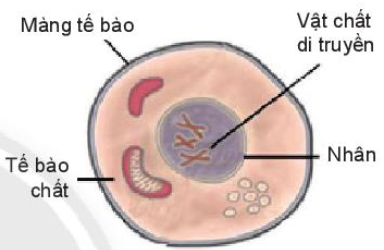 Màng tế bào
Vật chất
di truyền
Nhân
Tế bào
chất